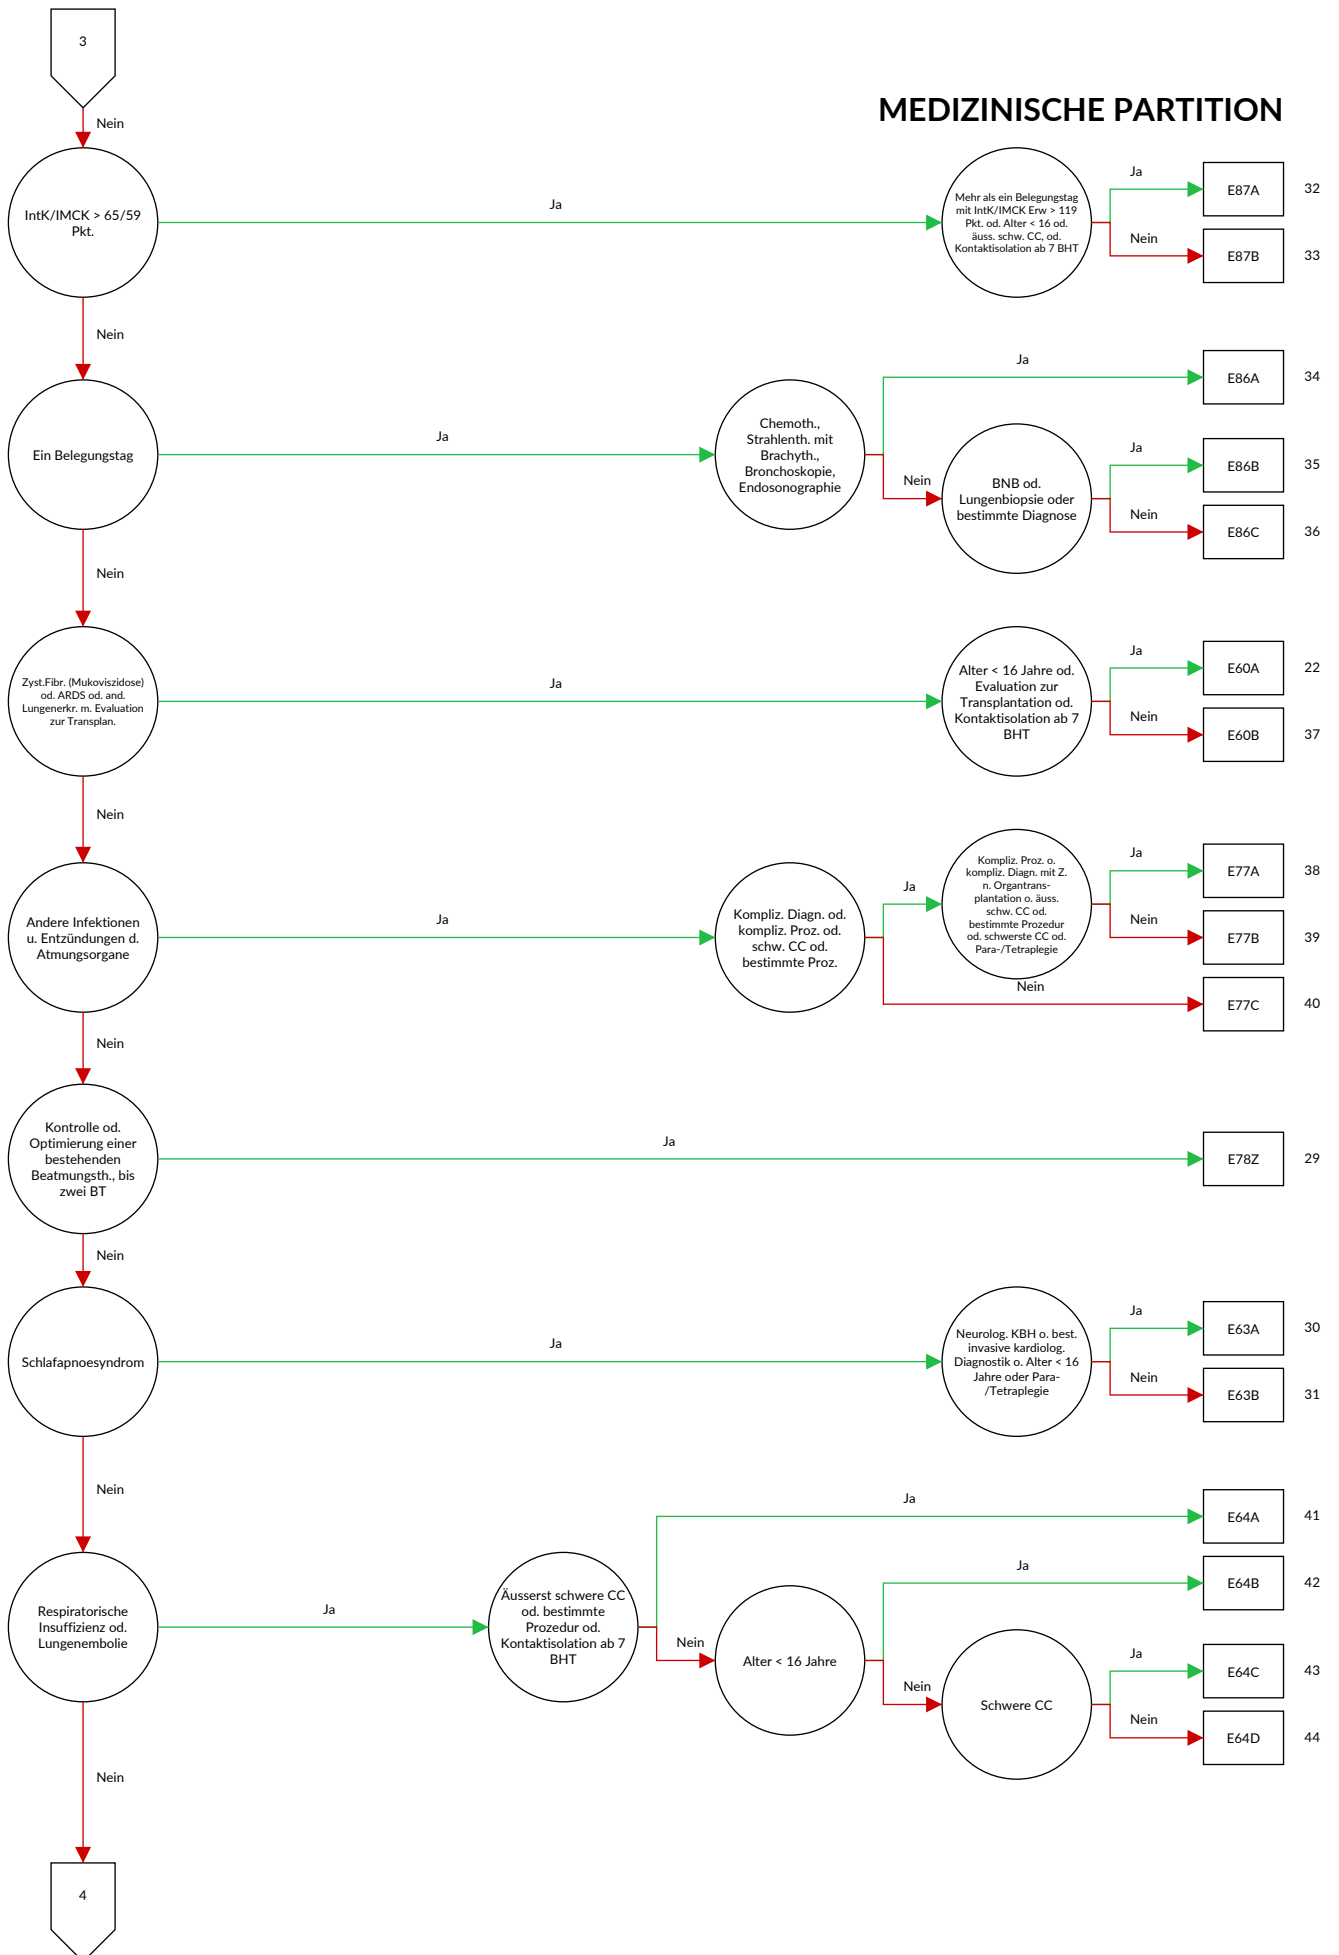 3
Nein
MEDIZINISCHE PARTITION
IntK/IMCK > 65/59
Pkt.
Ja
Mehr als ein Belegungstag
mit IntK/IMCK Erw > 119
Pkt. od. Alter < 16 od.
äuss. schw. CC, od.
Kontaktisolation ab 7 BHT
Ja
E87A
32
Nein
E87B
33
Nein
Ein Belegungstag
Ja
Chemoth.,
Strahlenth. mit
Brachyth.,
Bronchoskopie,
Endosonographie
Ja
E86A
34
Nein
BNB od.
Lungenbiopsie oder
bestimmte Diagnose
Ja
E86B
35
Nein
E86C
36
Nein
Zyst.Fibr. (Mukoviszidose)
od. ARDS od. and.
Lungenerkr. m. Evaluation
zur Transplan.
Ja
Alter < 16 Jahre od.
Evaluation zur
Transplantation od.
Kontaktisolation ab 7
BHT
Ja
E60A
22
Nein
E60B
37
Nein
Andere Infektionen
u. Entzündungen d.
Atmungsorgane
Ja
Kompliz. Diagn. od.
kompliz. Proz. od.
schw. CC od.
bestimmte Proz.
Ja
Kompliz. Proz. o.
kompliz. Diagn. mit Z.
n. Organtrans-
plantation o. äuss.
schw. CC od.
bestimmte Prozedur
od. schwerste CC od.
Para-/Tetraplegie
Ja
E77A
38
Nein
E77B
39
Nein
E77C
40
Nein
Kontrolle od.
Optimierung einer
bestehenden
Beatmungsth., bis
zwei BT
Ja
E78Z
29
Nein
Schlafapnoesyndrom
Ja
Neurolog. KBH o. best.
invasive kardiolog.
Diagnostik o. Alter < 16
Jahre oder Para-
/Tetraplegie
Ja
E63A
30
Nein
E63B
31
Nein
Respiratorische
Insuffizienz od.
Lungenembolie
Ja
Äusserst schwere CC
od. bestimmte
Prozedur od.
Kontaktisolation ab 7
BHT
Ja
E64A
41
Nein
Alter < 16 Jahre
Ja
E64B
42
Nein
Schwere CC
Ja
E64C
43
Nein
E64D
44
Nein
4